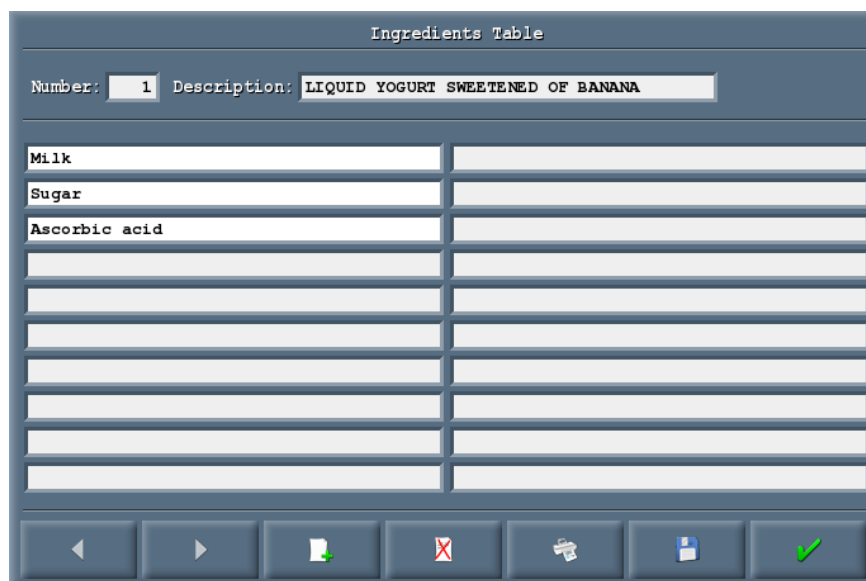 Ingredients Table
Number: 1 Description: LIQUID YOGURT SWEETENED OF BANANA
Milk
Sugar
Ascorbic acid